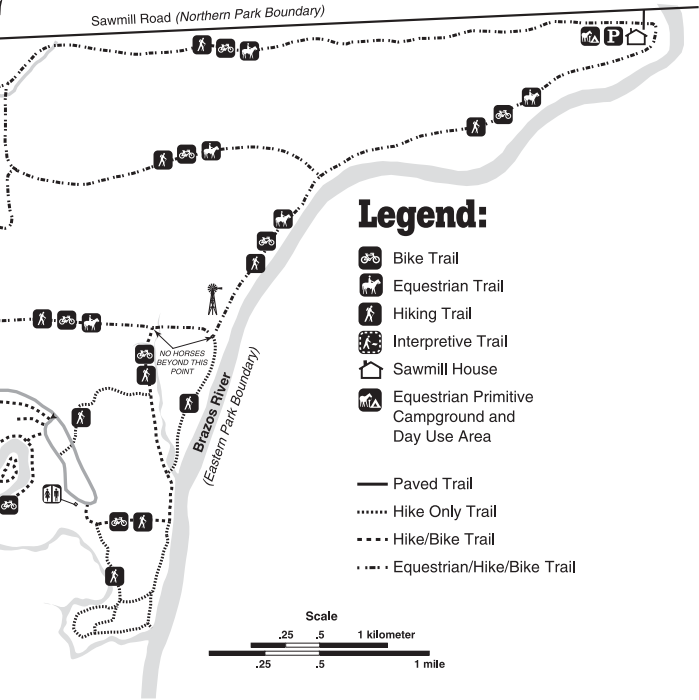 Sawmill Road (Northern Park Boundary)
P
Legend:
Bike Trail
Equestrian Trail
Hiking Trail
Interpretive Trail
Sawmill House
Equestrian Primitive
Campground and
Day Use Area
NO HORSES
BEYOND THIS
POINT
Brazos River
(Eastern Park Boundary)
Paved Trail
Hike Only Trail
Hike/Bike Trail
Equestrian/Hike/Bike Trail
Scale
.25 .5 1 kilometer
.25 .5 1 mile